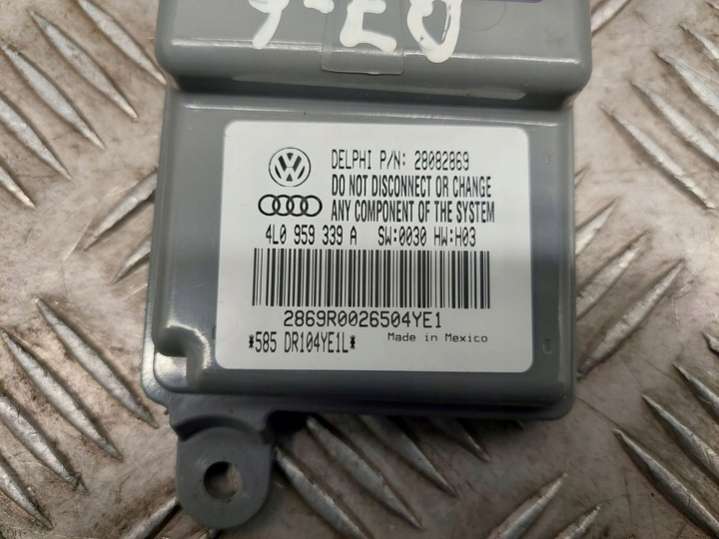 DELPHI P/N: 28082869
DO NOT DISCONNECT OR CHANGE
ANY COMPONENT OF THE SYSTEM
4L0 959 339 A SW:0030 HW:H03
2869R0026504YE1
*585 DR104YE1L* Made in Mexico